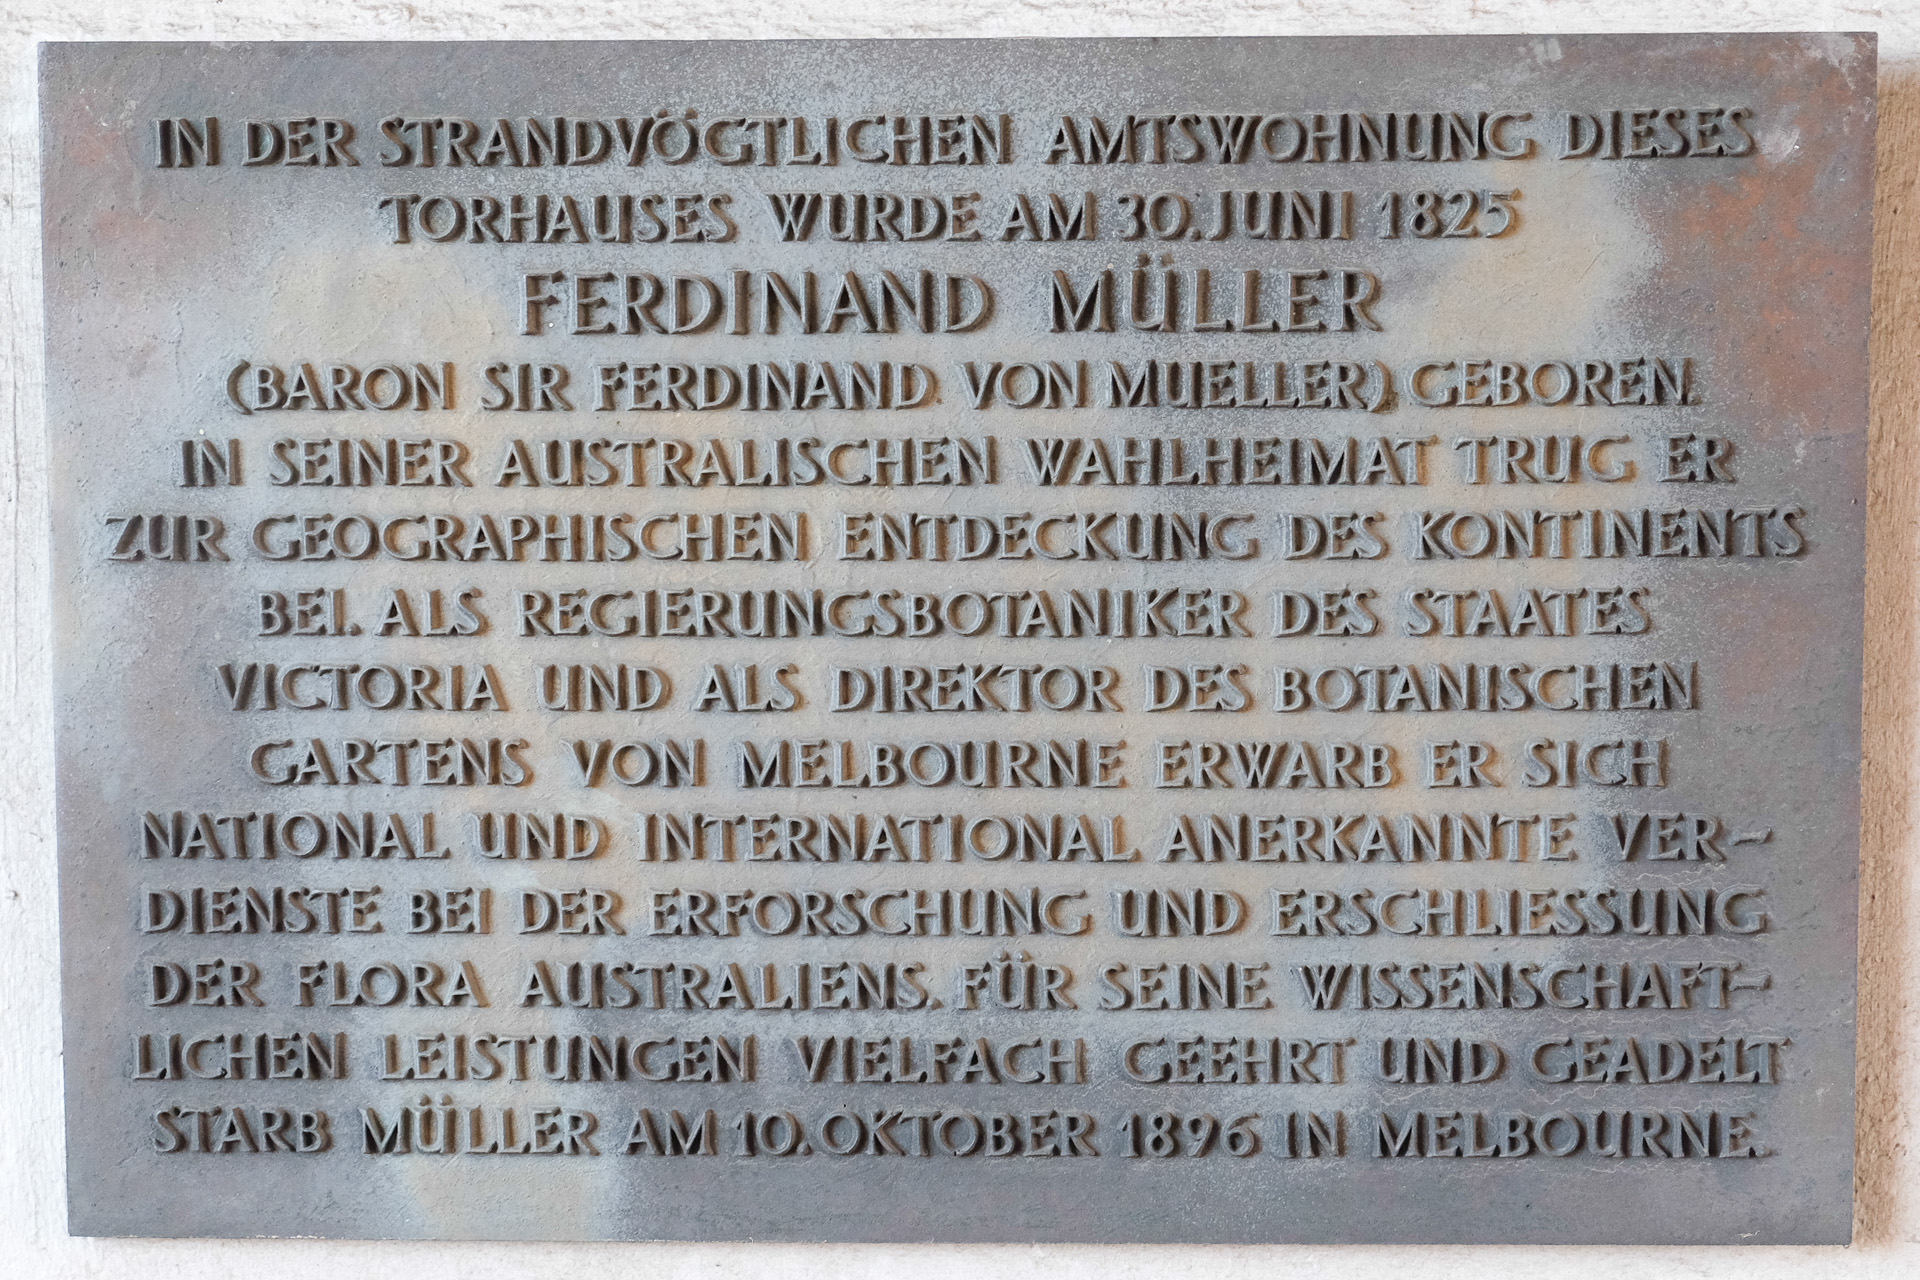 IN DER STRANDVÖGTLICHEN AMTSWOHNUNG DIESES
TORHAUSES WURDE AM 30. JUNI 1825
FERDINAND MÜLLER
(BARON SIR FERDINAND VON MUELLER) GEBOREN.
IN SEINER AUSTRALISCHEN WAHLHEIMAT TRUG ER
ZUR GEOGRAPHISCHEN ENTDECKUNG DES KONTINENTS
BEI. ALS REGIERUNGSBOTANIKER DES STAATES
VICTORIA UND ALS DIREKTOR DES BOTANISCHEN
GARTENS VON MELBOURNE ERWARB ER SICH
NATIONAL UND INTERNATIONAL ANERKANNTE VER-
DIENSTE BEI DER ERFORSCHUNG UND ERSCHLIESSUNG
DER FLORA AUSTRALIENS. FÜR SEINE WISSENSCHAFT-
LICHEN LEISTUNGEN VIELFACH GEEHRT UND GEADELT
STARB MÜLLER AM 10. OKTOBER 1896 IN MELBOURNE.